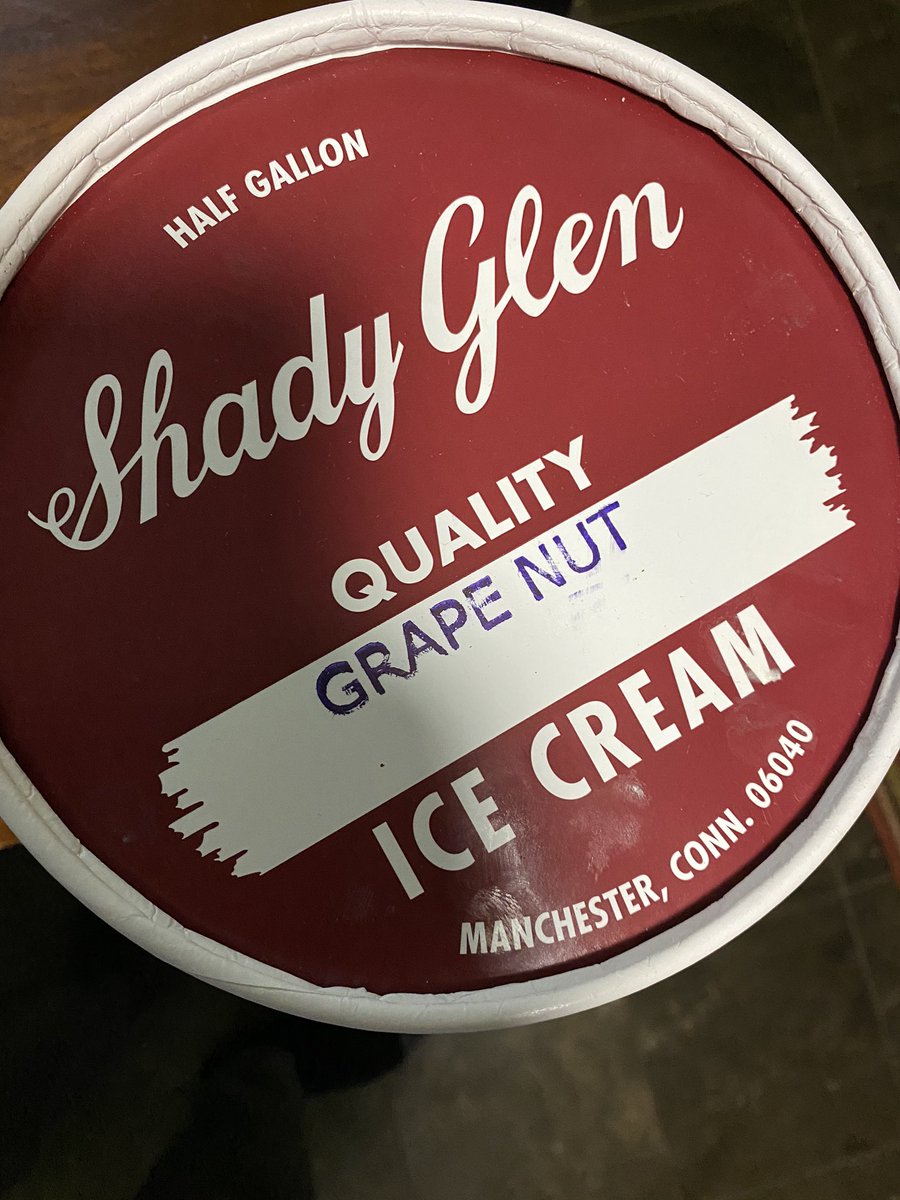 HALF GALLON
Shady Glen
QUALITY
GRAPE NUT
ICE CREAM
MANCHESTER, CONN. 06040